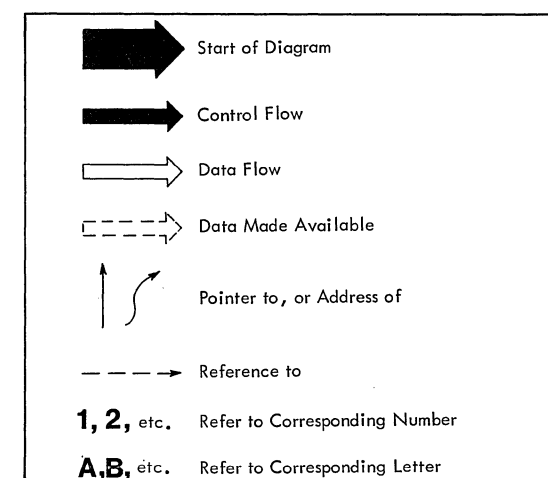 Start of Diagram
Control Flow
Data Flow
Data Made Available
Pointer to, or Address of
Reference to
1, 2, etc. Refer to Corresponding Number
A,B, etc. Refer to Corresponding Letter